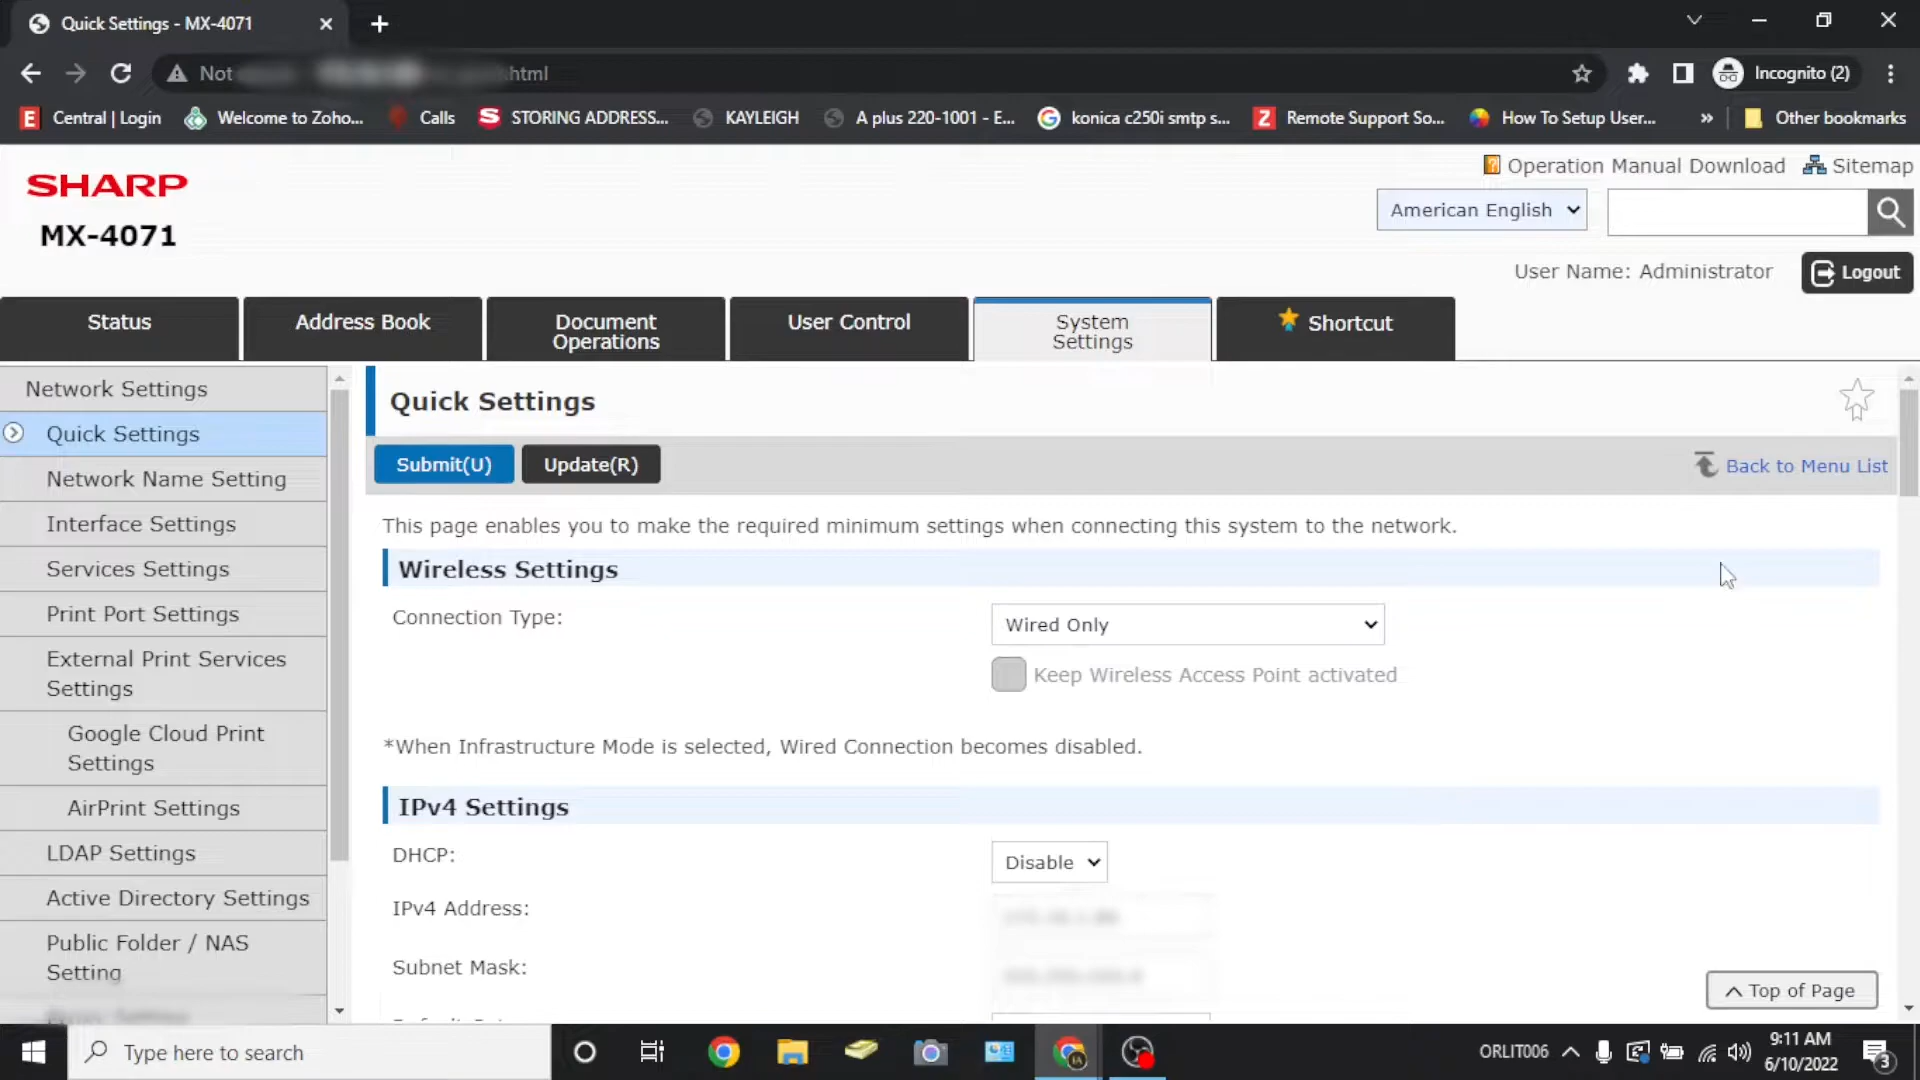 Quick Settings - MX-4071
Not
html
Incognito (2)
E Central | Login
Welcome to Zoho...
Calls
S STORING ADDRESS...
KAYLEIGH
A plus 220-1001 - E...
G konica c250i smtp s...
Z Remote Support So...
How To Setup User...
»
Other bookmarks
SHARP
MX-4071
Operation Manual Download
Sitemap
American English
User Name: Administrator
Logout
Status
Address Book
Document
Operations
User Control
System
Settings
Shortcut
Network Settings
Quick Settings
Network Name Setting
Interface Settings
Services Settings
Print Port Settings
External Print Services
Settings
Google Cloud Print
Settings
AirPrint Settings
LDAP Settings
Active Directory Settings
Public Folder / NAS
Setting
Quick Settings
Submit(U)
Update(R)
Back to Menu List
This page enables you to make the required minimum settings when connecting this system to the network.
Wireless Settings
Connection Type:
Wired Only
Keep Wireless Access Point activated
*When Infrastructure Mode is selected, Wired Connection becomes disabled.
IPv4 Settings
DHCP:
Disable
IPv4 Address:
Subnet Mask:
Top of Page
Type here to search
ORLIT006
9:11 AM
6/10/2022
3